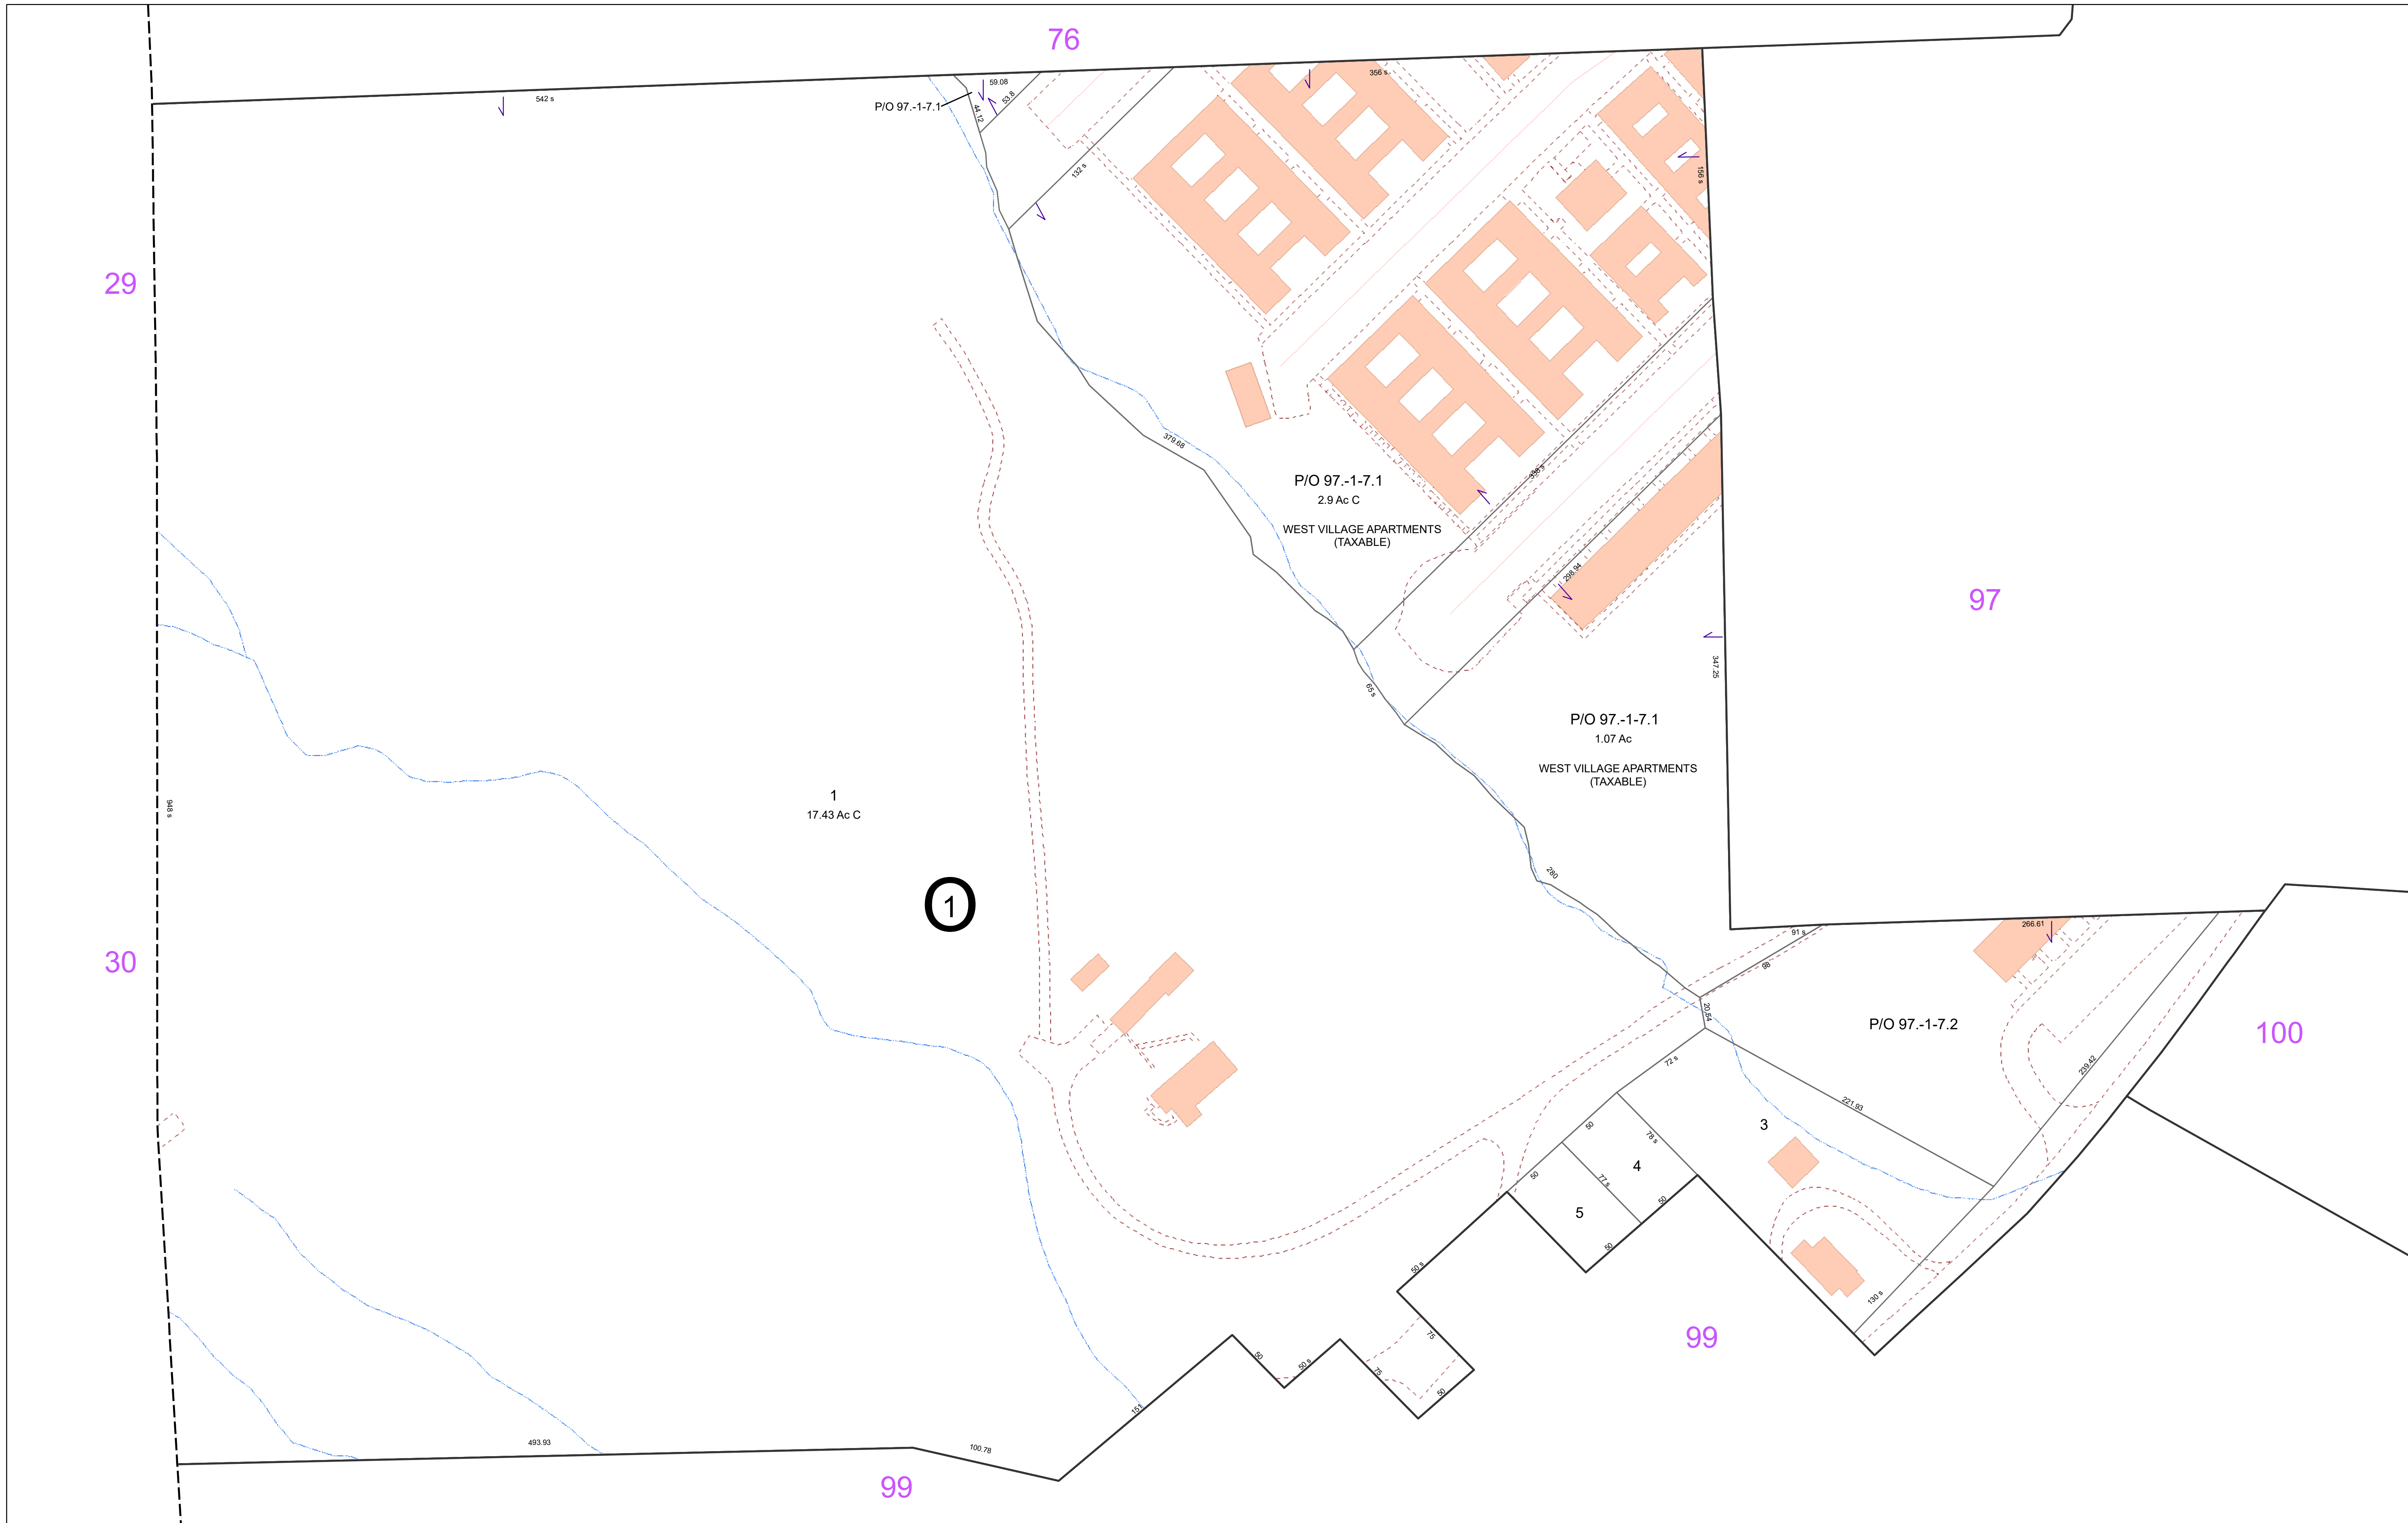 76
542 s
59.08
356 s
P/O 97.-1-7.1
44.12
53.8
132 s
156 s
29
379.68
P/O 97.-1-7.1
2.9 Ac C
WEST VILLAGE APARTMENTS
(TAXABLE)
298.94
97
65 s
347.25
P/O 97.-1-7.1
1.07 Ac
WEST VILLAGE APARTMENTS
(TAXABLE)
948 s
1
17.43 Ac C
280
1
30
91 s
266.61
98
20.54
P/O 97.-1-7.2
100
72 s
239.42
221.93
50
78 s
3
4
50
77 s
50
5
50
50 s
130 s
99
75
50
50 s
75
50
151
493.93
100.78
99